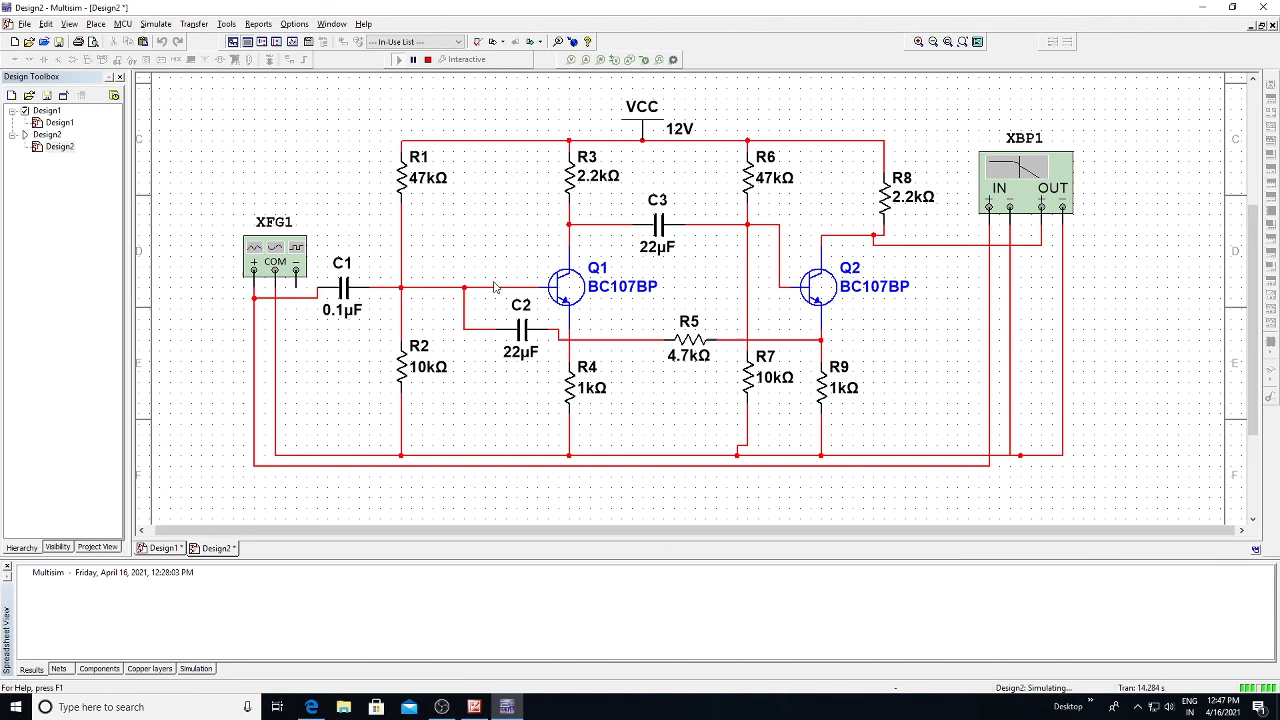 Design2 - Multisim - [Design2 *]
File Edit View Place MCU Simulate Transfer Tools Reports Options Window Help
--- In-Use List ---
Interactive
Design Toolbox
Design1
Design1
Design2
Design2
VCC
12V
R1
47kΩ
R3
2.2kΩ
R6
47kΩ
R8
2.2kΩ
XBP1
IN OUT
C3
22µF
XFG1
COM
C1
0.1µF
Q1
BC107BP
Q2
BC107BP
C2
22µF
R5
4.7kΩ
R2
10kΩ
R4
1kΩ
R7
10kΩ
R9
1kΩ
C
D
E
F
C
D
E
F
Hierarchy Visibility Project View
Design1 * Design2 *
Multisim - Friday, April 16, 2021, 12:28:03 PM
Spreadsheet View
Results Nets Components Copper layers Simulation
For Help, press F1
-
Design2: Simulating...
Tran: 14.284 s
Type here to search
Desktop
ENG
IN
12:47 PM
4/16/2021